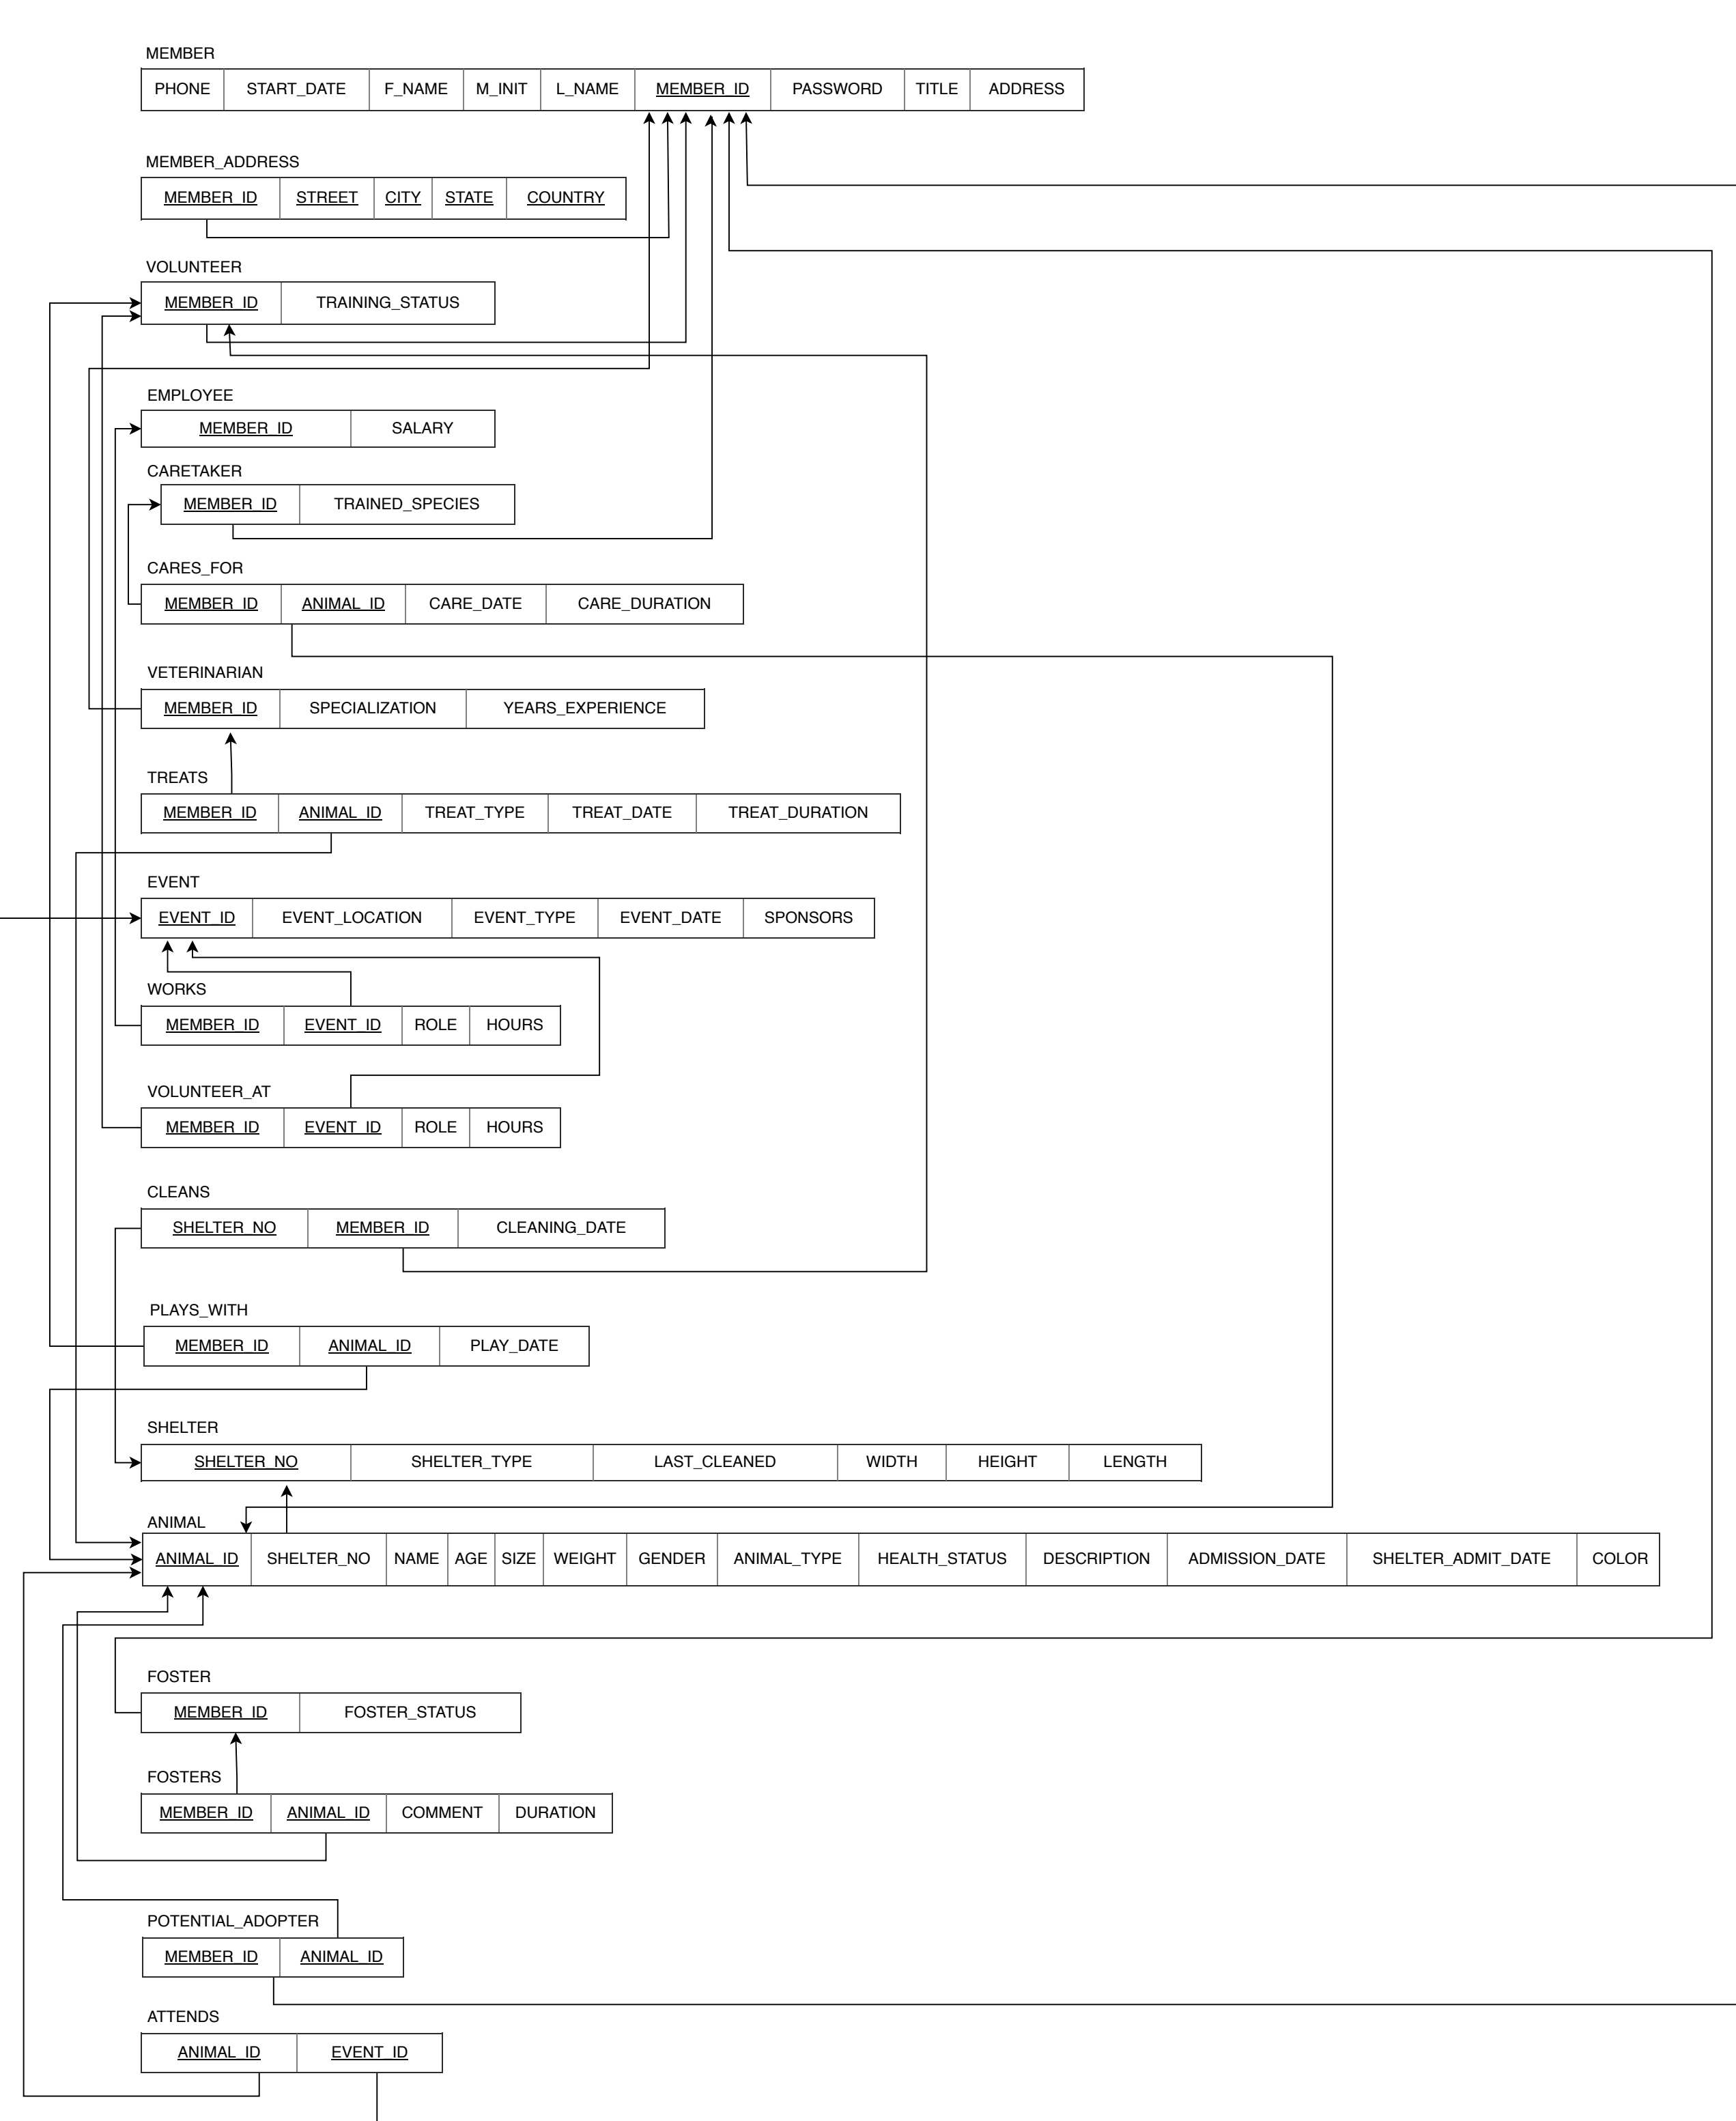 MEMBER
PHONE START_DATE F_NAME M_INIT L_NAME MEMBER_ID PASSWORD TITLE ADDRESS
MEMBER_ADDRESS
MEMBER_ID STREET CITY STATE COUNTRY
VOLUNTEER
MEMBER_ID TRAINING_STATUS
EMPLOYEE
MEMBER_ID SALARY
CARETAKER
MEMBER_ID TRAINED_SPECIES
CARES_FOR
MEMBER_ID ANIMAL_ID CARE_DATE CARE_DURATION
VETERINARIAN
MEMBER_ID SPECIALIZATION YEARS_EXPERIENCE
TREATS
MEMBER_ID ANIMAL_ID TREAT_TYPE TREAT_DATE TREAT_DURATION
EVENT
EVENT_ID EVENT_LOCATION EVENT_TYPE EVENT_DATE SPONSORS
WORKS
MEMBER_ID EVENT_ID ROLE HOURS
VOLUNTEER_AT
MEMBER_ID EVENT_ID ROLE HOURS
CLEANS
SHELTER_NO MEMBER_ID CLEANING_DATE
PLAYS_WITH
MEMBER_ID ANIMAL_ID PLAY_DATE
SHELTER
SHELTER_NO SHELTER_TYPE LAST_CLEANED WIDTH HEIGHT LENGTH
ANIMAL
ANIMAL_ID SHELTER_NO NAME AGE SIZE WEIGHT GENDER ANIMAL_TYPE HEALTH_STATUS DESCRIPTION ADMISSION_DATE SHELTER_ADMIT_DATE COLOR
FOSTER
MEMBER_ID FOSTER_STATUS
FOSTERS
MEMBER_ID ANIMAL_ID COMMENT DURATION
POTENTIAL_ADOPTER
MEMBER_ID ANIMAL_ID
ATTENDS
ANIMAL_ID EVENT_ID